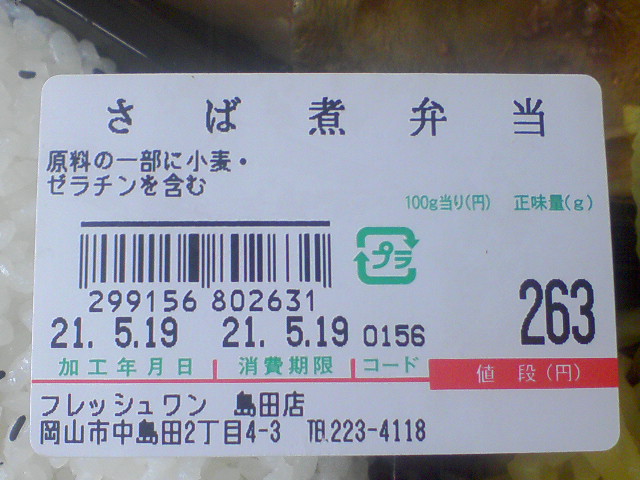 さば煮弁当
原料の一部に小麦・
ゼラチンを含む
100g当り(円) 正味量(g)
プラ
299156 802631
21. 5.19 21. 5.19 0156 263
加工年月日 消費期限 コード 値段(円)
フレッシュワン 島田店
岡山市中島田2丁目4-3 ℡.223-4118